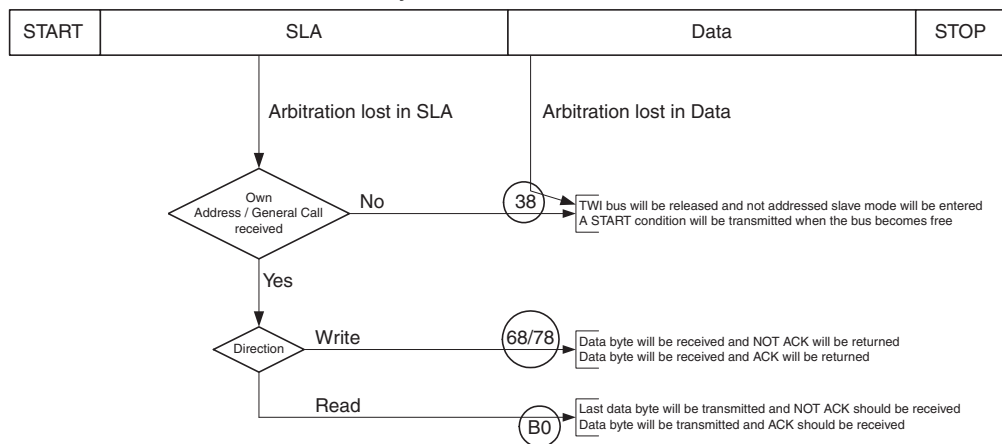 START SLA Data STOP
Arbitration lost in SLA Arbitration lost in Data
Own
Address / General Call
received
No
38
TWI bus will be released and not addressed slave mode will be entered
A START condition will be transmitted when the bus becomes free
Yes
Direction
Write
68/78
Data byte will be received and NOT ACK will be returned
Data byte will be received and ACK will be returned
Read
B0
Last data byte will be transmitted and NOT ACK should be received
Data byte will be transmitted and ACK should be received